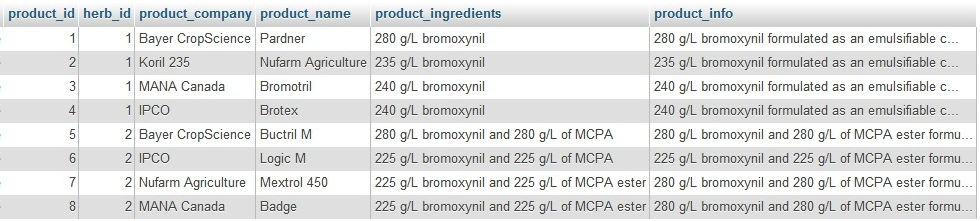 product_id herb_id product_company product_name product_ingredients product_info
1 1 Bayer CropScience Pardner 280 g/L bromoxynil 280 g/L bromoxynil formulated as an emulsifiable c...
2 1 Koril 235 Nufarm Agriculture 235 g/L bromoxynil 235 g/L bromoxynil formulated as an emulsifiable c...
3 1 MANA Canada Bromotril 240 g/L bromoxynil 240 g/L bromoxynil formulated as an emulsifiable c...
4 1 IPCO Brotex 240 g/L bromoxynil 240 g/L bromoxynil formulated as an emulsifiable c...
5 2 Bayer CropScience Buctril M 280 g/L bromoxynil and 280 g/L of MCPA 280 g/L bromoxynil and 280 g/L of MCPA ester formu...
6 2 IPCO Logic M 225 g/L bromoxynil and 225 g/L of MCPA 225 g/L bromoxynil and 225 g/L of MCPA ester formu...
7 2 Nufarm Agriculture Mextrol 450 225 g/L bromoxynil and 225 g/L of MCPA ester 280 g/L bromoxynil and 280 g/L of MCPA ester formu...
8 2 MANA Canada Badge 225 g/L bromoxynil and 225 g/L of MCPA ester 280 g/L bromoxynil and 280 g/L of MCPA ester formu...